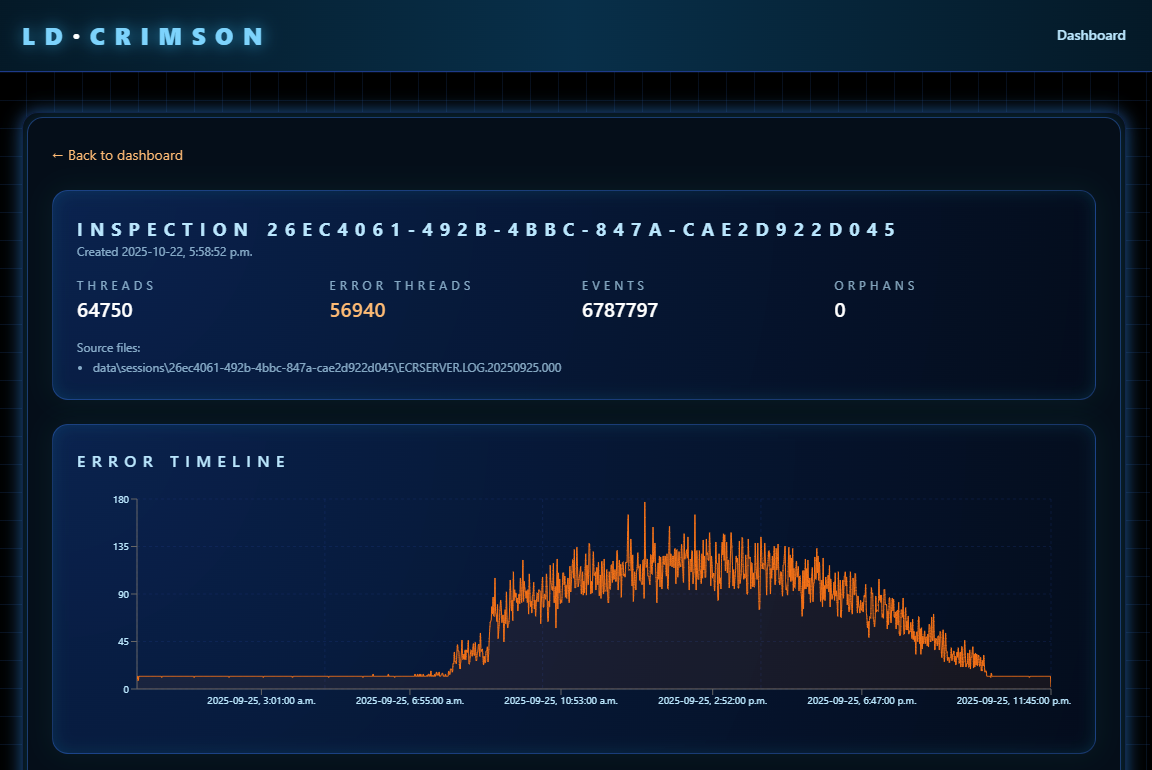 LD·CRIMSON
Dashboard
← Back to dashboard
INSPECTION 26EC4061-492B-4BBC-847A-CAE2D922D045
Created 2025-10-22, 5:58:52 p.m.
THREADS ERROR THREADS EVENTS ORPHANS
64750 56940 6787797 0
Source files:
• data\sessions\26ec4061-492b-4bbc-847a-cae2d922d045\ECRSERVER.LOG.20250925.000
ERROR TIMELINE
180
135
90
45
0
2025-09-25, 3:01:00 a.m. 2025-09-25, 6:55:00 a.m. 2025-09-25, 10:53:00 a.m. 2025-09-25, 2:52:00 p.m. 2025-09-25, 6:47:00 p.m. 2025-09-25, 11:45:00 p.m.